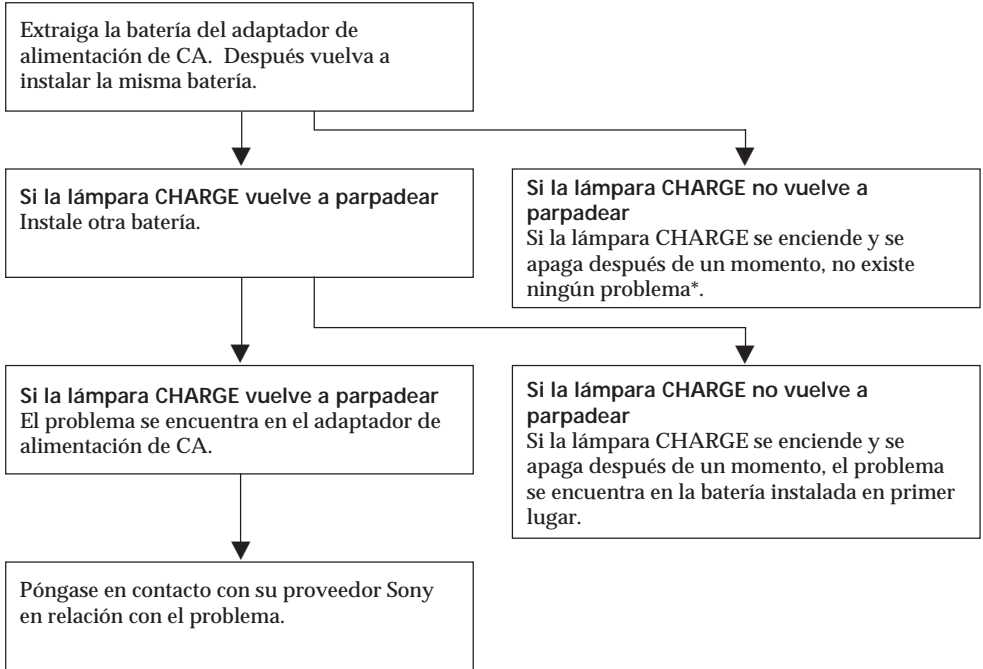 Extraiga la batería del adaptador de
alimentación de CA.  Después vuelva a
instalar la misma batería.
Si la lámpara CHARGE vuelve a parpadear
Instale otra batería.
Si la lámpara CHARGE no vuelve a
parpadear
Si la lámpara CHARGE se enciende y se
apaga después de un momento, no existe
ningún problema*.
Si la lámpara CHARGE vuelve a parpadear
El problema se encuentra en el adaptador de
alimentación de CA.
Si la lámpara CHARGE no vuelve a
parpadear
Si la lámpara CHARGE se enciende y se
apaga después de un momento, el problema
se encuentra en la batería instalada en primer
lugar.
Póngase en contacto con su proveedor Sony
en relación con el problema.